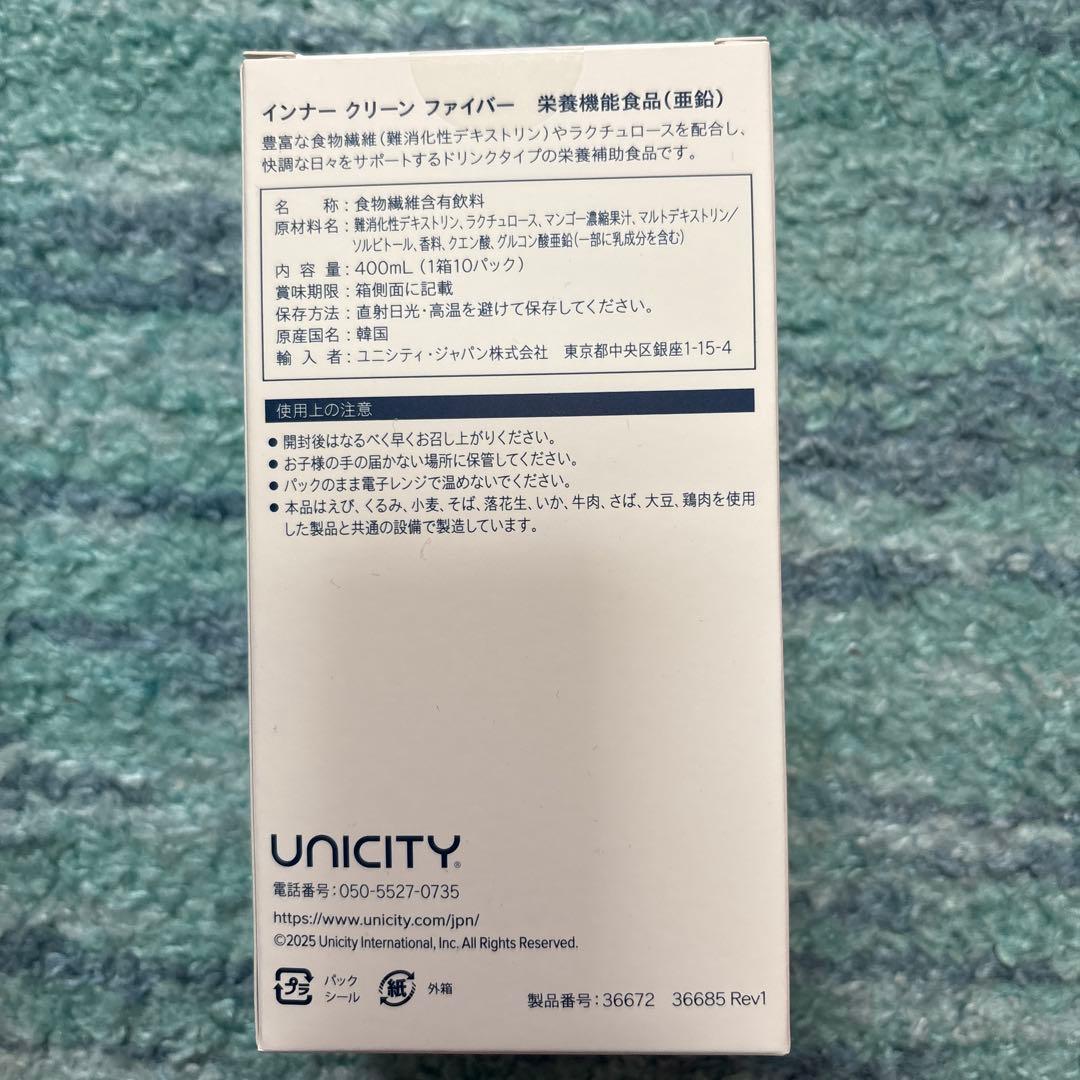 インナー クリーン ファイバー 栄養機能食品(亜鉛)
豊富な食物繊維(難消化性デキストリン)やラクチュロースを配合し、
快調な日々をサポートするドリンクタイプの栄養補助食品です。
名 称:食物繊維含有飲料
原材料名:難消化性デキストリン、ラクチュロース、マンゴー濃縮果汁、マルトデキストリン/
ソルビトール、香料、クエン酸、グルコン酸亜鉛(一部に乳成分を含む)
内 容 量:400mL(1箱10パック)
賞味期限:箱側面に記載
保存方法:直射日光・高温を避けて保存してください。
原産国名:韓国
輸 入 者:ユニシティ・ジャパン株式会社 東京都中央区銀座1-15-4
使用上の注意
●開封後はなるべく早くお召し上がりください。
●お子様の手の届かない場所に保管してください。
●パックのまま電子レンジで温めないでください。
●本品はえび、くるみ、小麦、そば、落花生、いか、牛肉、さば、大豆、鶏肉を使用
した製品と共通の設備で製造しています。
UNICITY®
電話番号:050-5527-0735
https://www.unicity.com/jpn/
©2025 Unicity International, Inc. All Rights Reserved.
プラ パック シール 紙 外箱
製品番号:36672 36685 Rev1